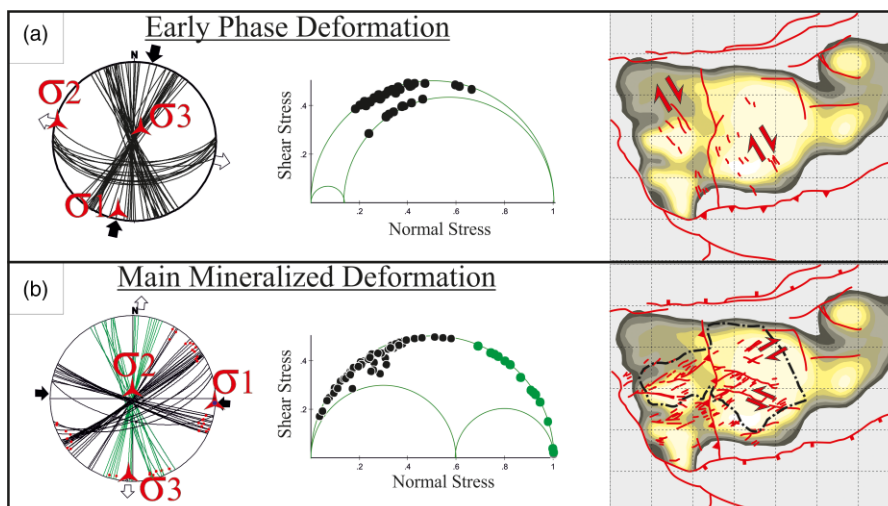 (a)
Early Phase Deformation
N
σ2
σ3
σ1
Shear Stress
.4
.2
.2
.4
.6
.8
1
Normal Stress
(b)
Main Mineralized Deformation
N
σ2
σ1
σ3
Shear Stress
.4
.2
.2
.4
.6
.8
1
Normal Stress